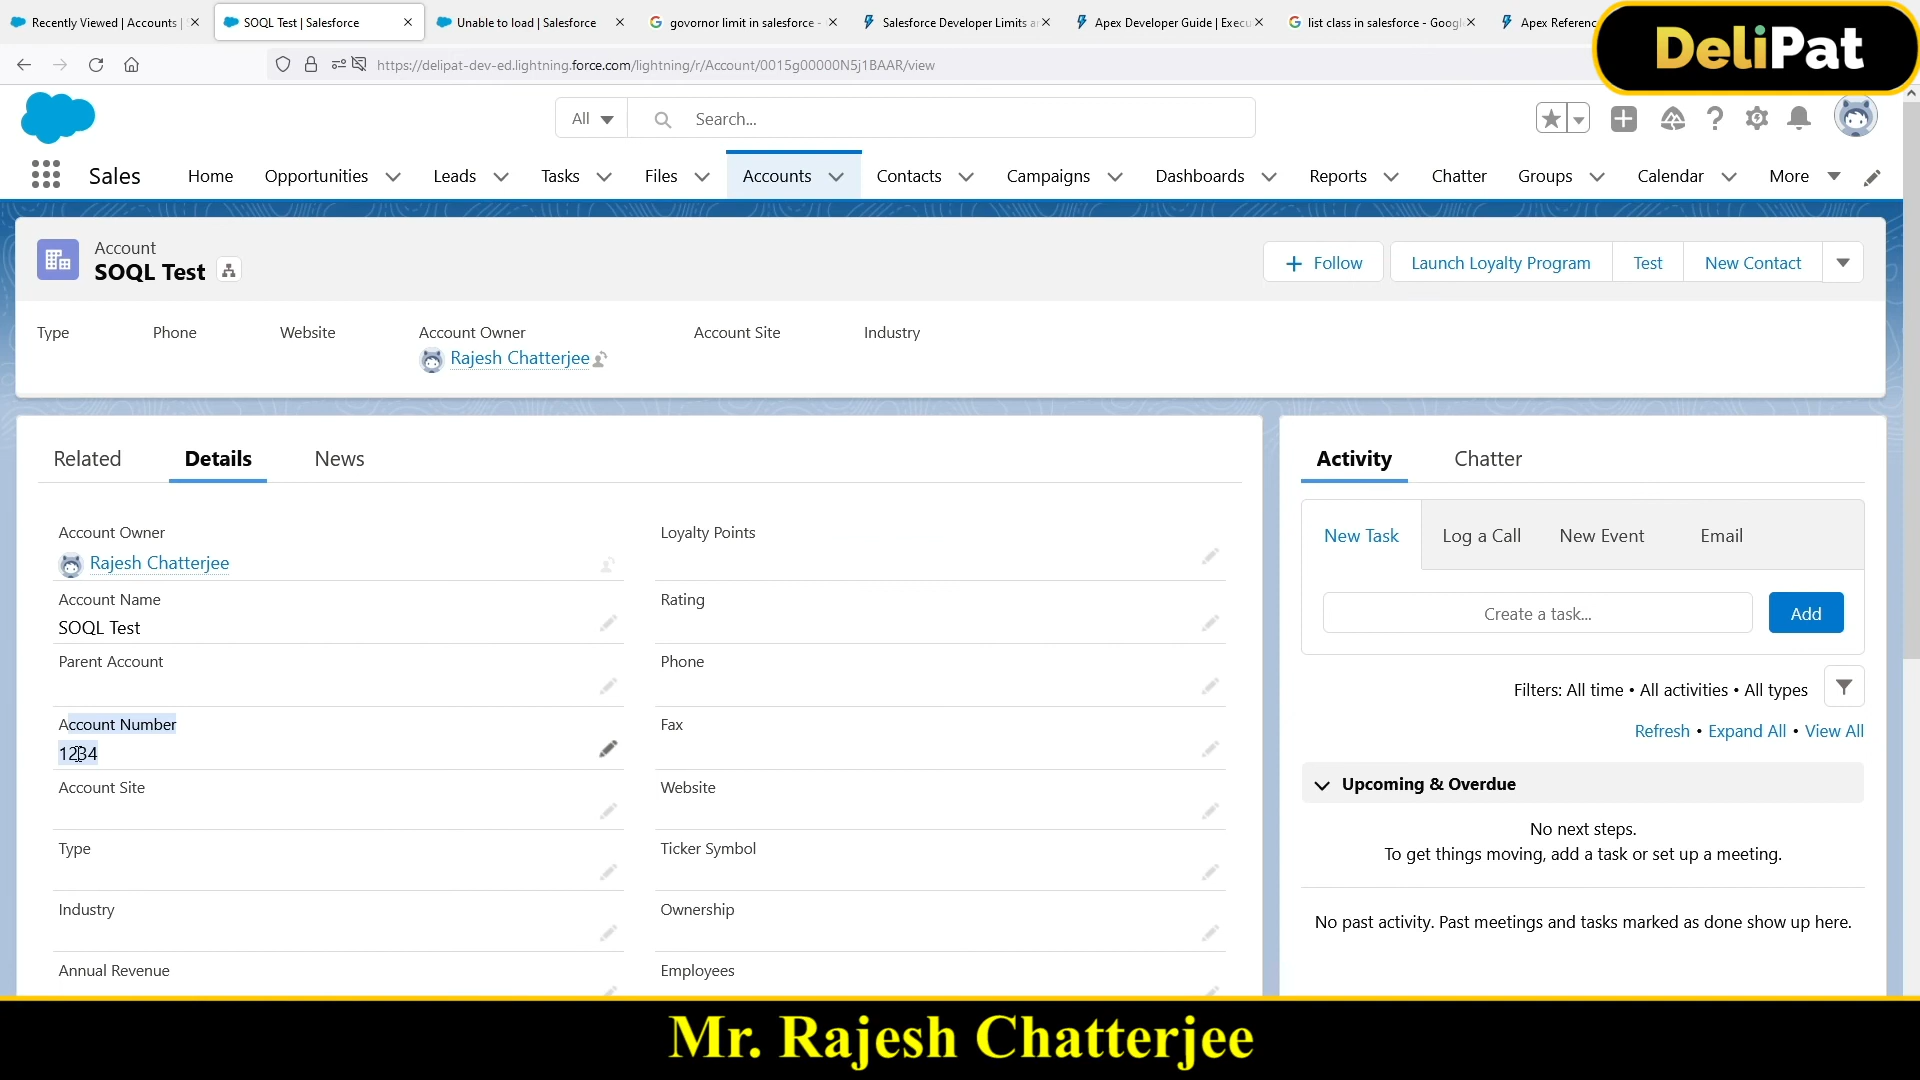 Recently Viewed | Accounts |
SOQL Test | Salesforce
Unable to load | Salesforce
govornor limit in salesforce -
Salesforce Developer Limits a
Apex Developer Guide | Execu
list class in salesforce - Googl
Apex Referenc
DeliPat
https://delipat-dev-ed.lightning.force.com/lightning/r/Account/0015g00000N5j1BAAR/view
All
Search...
Sales
Home
Opportunities
Leads
Tasks
Files
Accounts
Contacts
Campaigns
Dashboards
Reports
Chatter
Groups
Calendar
More
Account
SOQL Test
Follow
Launch Loyalty Program
Test
New Contact
Type
Phone
Website
Account Owner
Account Site
Industry
Rajesh Chatterjee
Related
Details
News
Account Owner
Rajesh Chatterjee
Account Name
SOQL Test
Parent Account
Account Number
1234
Account Site
Type
Industry
Annual Revenue
Loyalty Points
Rating
Phone
Fax
Website
Ticker Symbol
Ownership
Employees
Activity
Chatter
New Task
Log a Call
New Event
Email
Create a task...
Add
Filters: All time • All activities • All types
Refresh • Expand All • View All
Upcoming & Overdue
No next steps.
To get things moving, add a task or set up a meeting.
No past activity. Past meetings and tasks marked as done show up here.
Mr. Rajesh Chatterjee